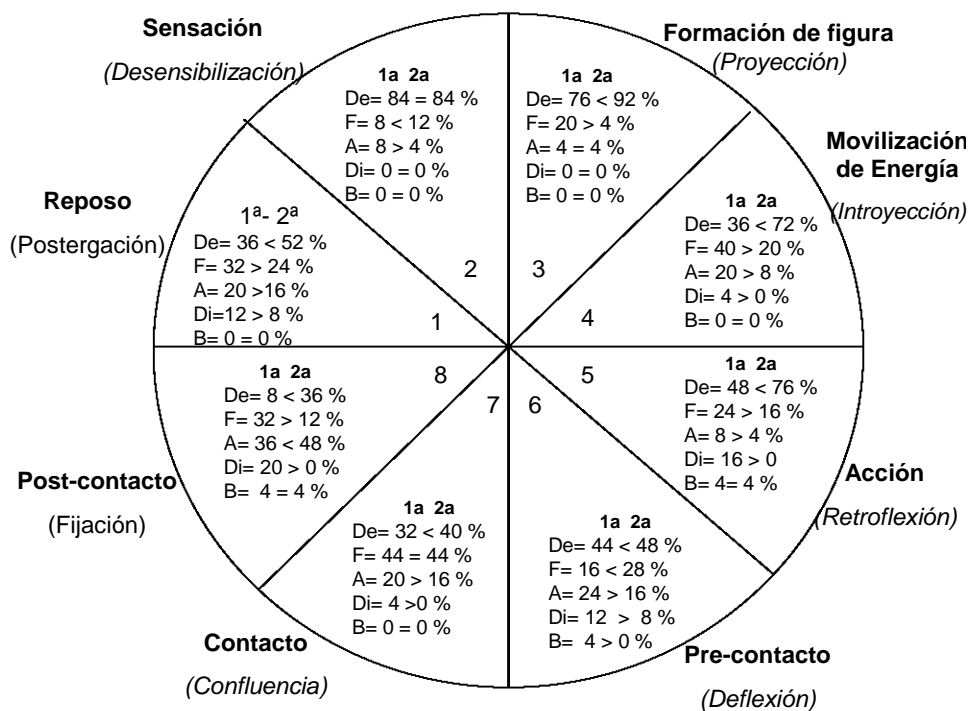 Sensación
(Desensibilización)
1a 2a
De= 84 = 84 %
F= 8 < 12 %
A= 8 > 4 %
Di= 0 = 0 %
B= 0 = 0 %
2
Formación de figura
(Proyección)
1a 2a
De= 76 < 92 %
F= 20 > 4 %
A= 4 = 4 %
Di= 0 = 0 %
B= 0 = 0 %
3
Movilización
de Energía
(Introyección)
1a 2a
De= 36 < 72 %
F= 40 > 20 %
A= 20 > 8 %
Di= 4 > 0 %
B= 0 = 0 %
4
Reposo
(Postergación)
1ª- 2ª
De= 36 < 52 %
F= 32 > 24 %
A= 20 >16 %
Di=12 > 8 %
B= 0 = 0 %
1
Post-contacto
(Fijación)
1a 2a
De= 8 < 36 %
F= 32 > 12 %
A= 36 < 48 %
Di= 20 > 0 %
B= 4 = 4 %
8
Contacto
(Confluencia)
1a 2a
De= 32 < 40 %
F= 44 = 44 %
A= 20 > 16 %
Di= 4 >0 %
B= 0 = 0 %
7
Pre-contacto
(Deflexión)
1a 2a
De= 44 < 48 %
F= 16 < 28 %
A= 24 > 16 %
Di= 12 > 8 %
B= 4 > 0 %
6
Acción
(Retroflexión)
1a 2a
De= 48 < 76 %
F= 24 > 16 %
A= 8 > 4 %
Di= 16 > 0
B= 4= 4 %
5